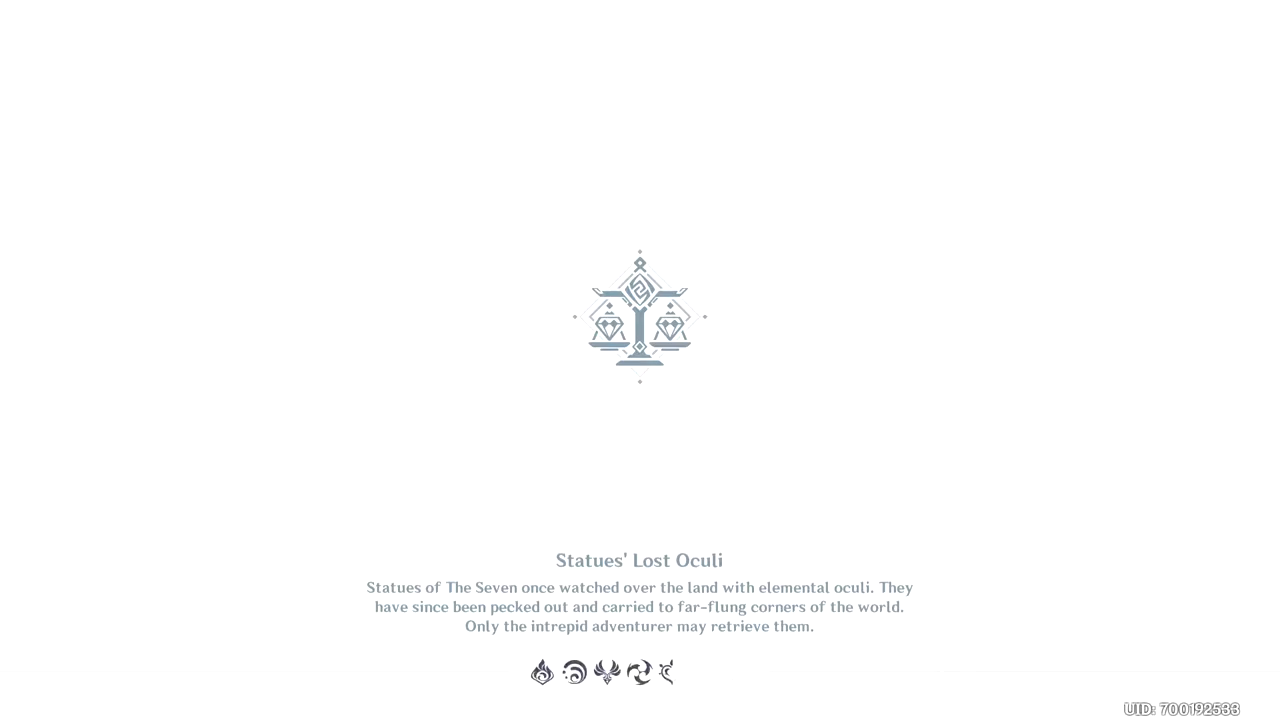 Statues' Lost Oculi
Statues of The Seven once watched over the land with elemental oculi. They
have since been pecked out and carried to far-flung corners of the world.
Only the intrepid adventurer may retrieve them.
UID: 700192533